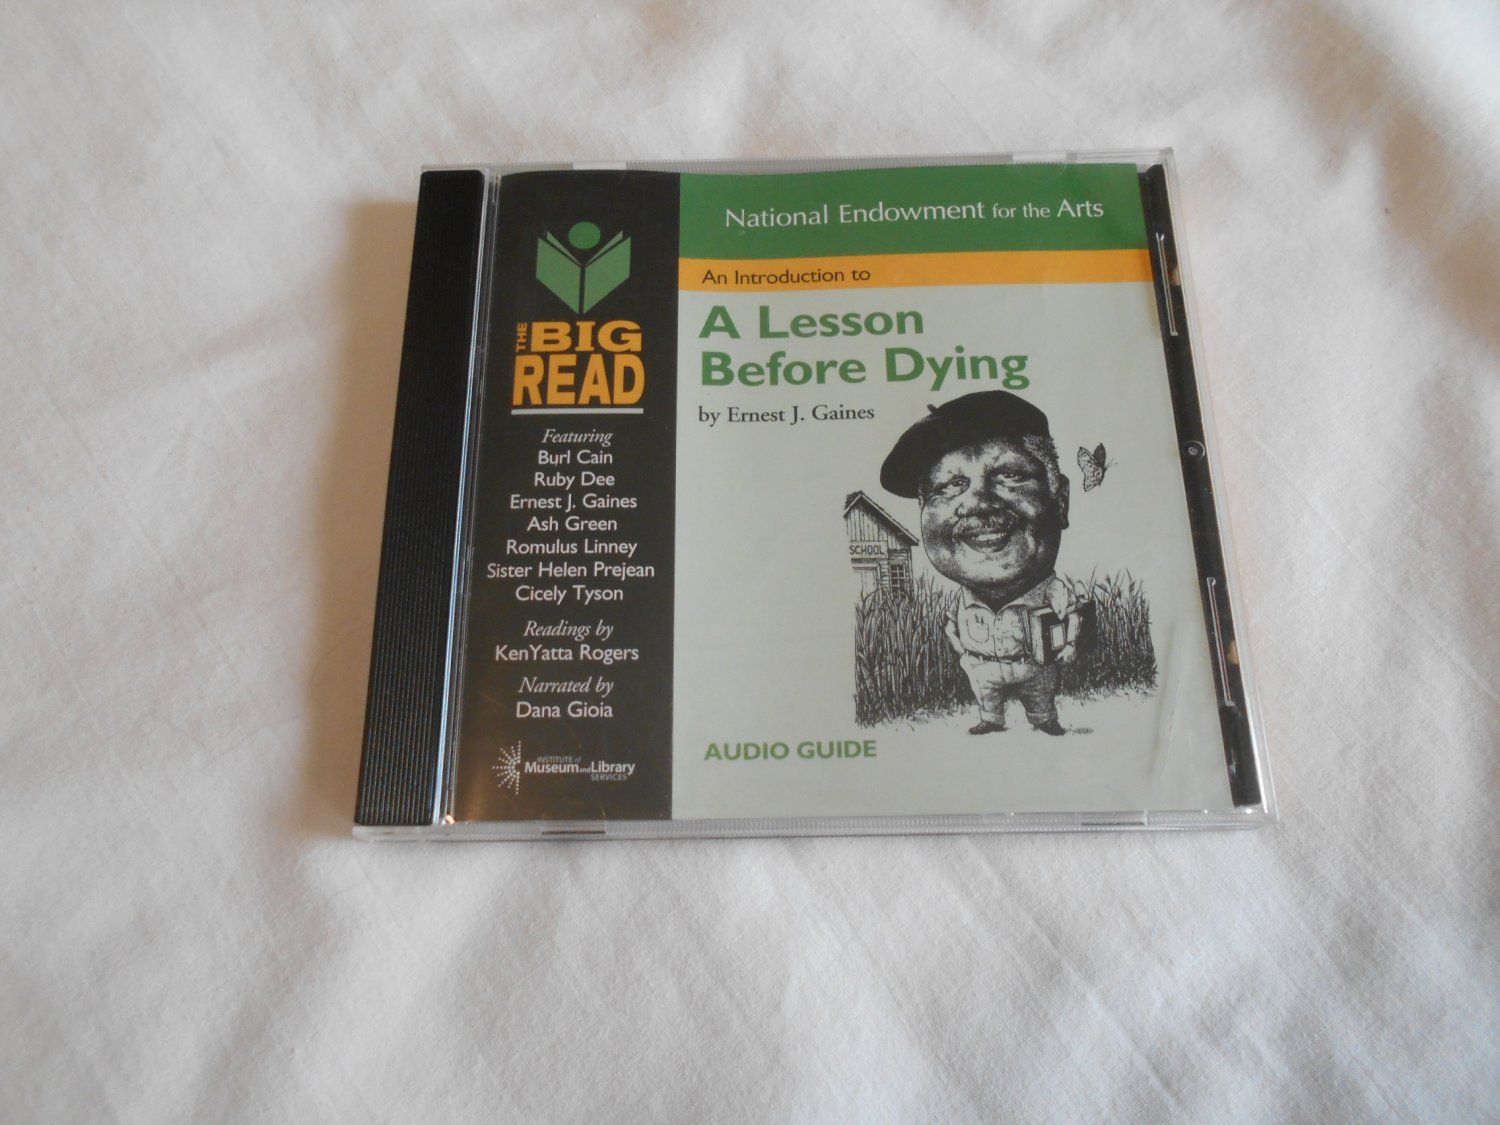 THE
BIG
READ
Featuring
Burl Cain
Ruby Dee
Ernest J. Gaines
Ash Green
Romulus Linney
Sister Helen Prejean
Cicely Tyson
Readings by
KenYatta Rogers
Narrated by
Dana Gioia
INSTITUTE of
Museum and Library
SERVICES
National Endowment for the Arts
An Introduction to
A Lesson
Before Dying
by Ernest J. Gaines
SCHOOL
AUDIO GUIDE